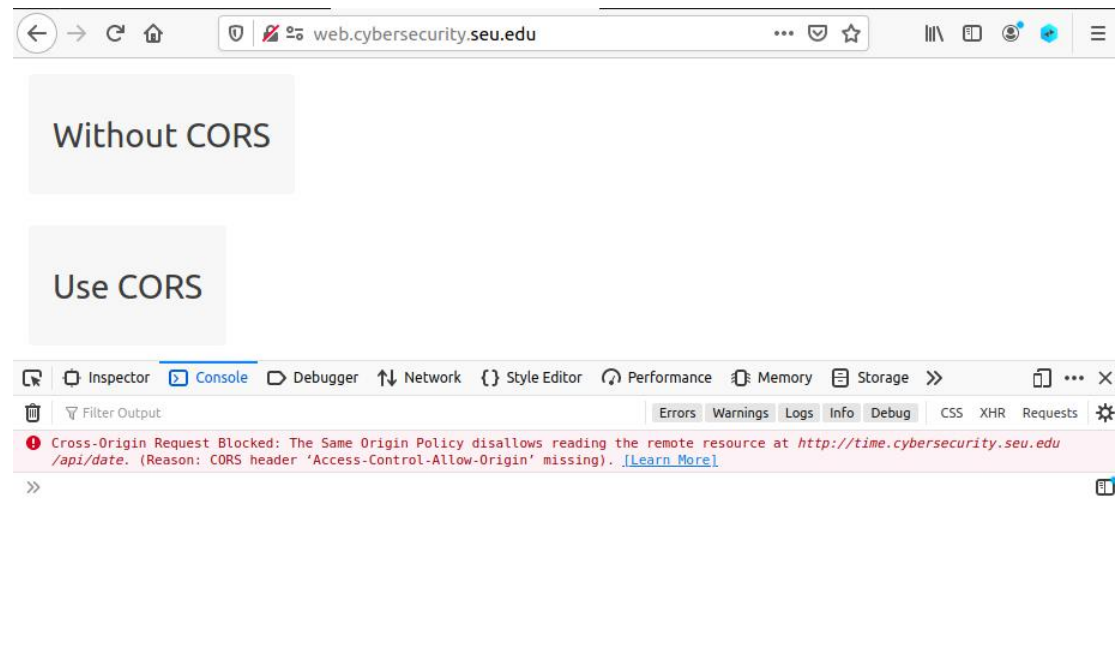 web.cybersecurity.seu.edu
Without CORS
Use CORS
Inspector Console Debugger Network {} Style Editor Performance Memory Storage
Filter Output Errors Warnings Logs Info Debug CSS XHR Requests
Cross-Origin Request Blocked: The Same Origin Policy disallows reading the remote resource at http://time.cybersecurity.seu.edu
/api/date. (Reason: CORS header ‘Access-Control-Allow-Origin’ missing). [Learn More]